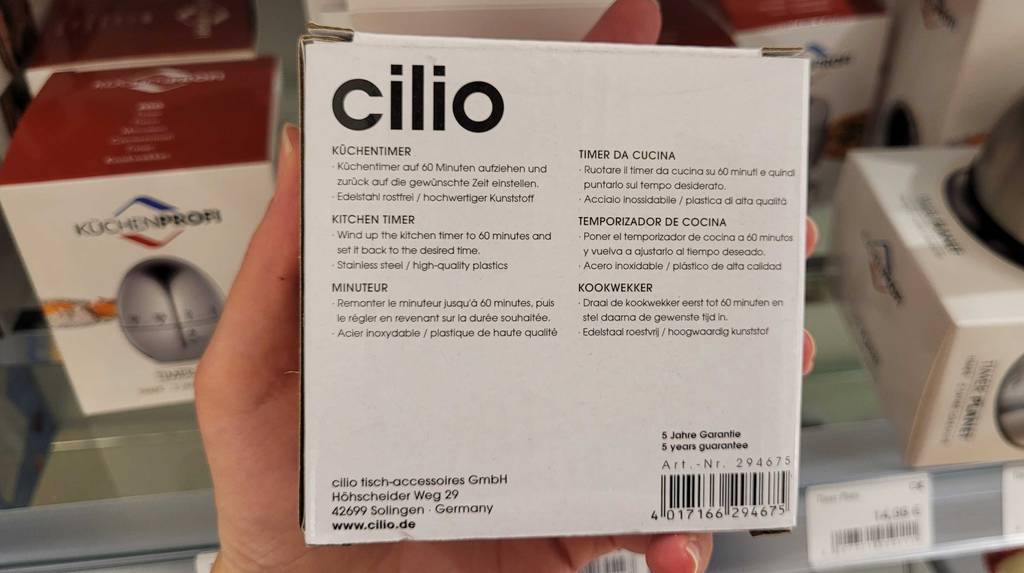 cilio
KÜCHENTIMER
· Küchentimer auf 60 Minuten aufziehen und
zurück auf die gewünschte Zeit einstellen.
· Edelstahl rostfrei / hochwertiger Kunststoff
KITCHEN TIMER
· Wind up the kitchen timer to 60 minutes and
set it back to the desired time.
· Stainless steel / high-quality plastics
MINUTEUR
· Remonter le minuteur jusqu'à 60 minutes, puis
le régler en revenant sur la durée souhaitée.
· Acier inoxydable / plastique de haute qualité
TIMER DA CUCINA
· Ruotare il timer da cucina su 60 minuti e quindi
puntarlo sul tempo desiderato.
· Acciaio inossidabile / plastica di alta qualità
TEMPORIZADOR DE COCINA
· Poner el temporizador de cocina a 60 minutos
y vuelva a ajustarlo al tiempo deseado.
· Acero inoxidable / plástico de alta calidad
KOOKWEKKER
· Draai de kookwekker eerst tot 60 minuten en
stel daarna de gewenste tijd in.
· Edelstaal roestvrij / hoogwaardig kunststof
cilio tisch-accessoires GmbH
Höhscheider Weg 29
42699 Solingen · Germany
www.cilio.de
5 Jahre Garantie
5 years guarantee
Art.-Nr. 294675
4 017166 294675
KÜCHENPROFI
TIMER PLANET